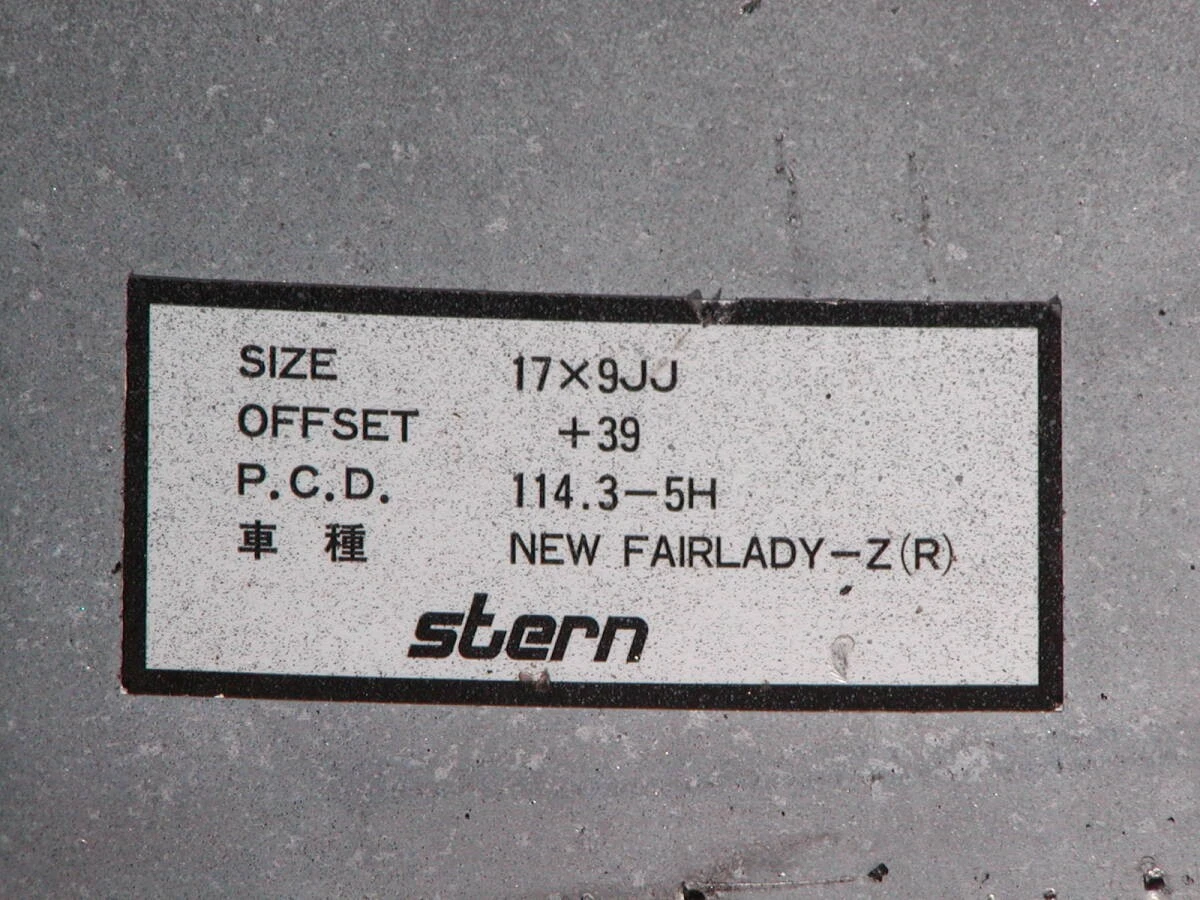 SIZE 17×9JJ
OFFSET +39
P.C.D. 114.3-5H
車 種 NEW FAIRLADY-Z(R)
stern